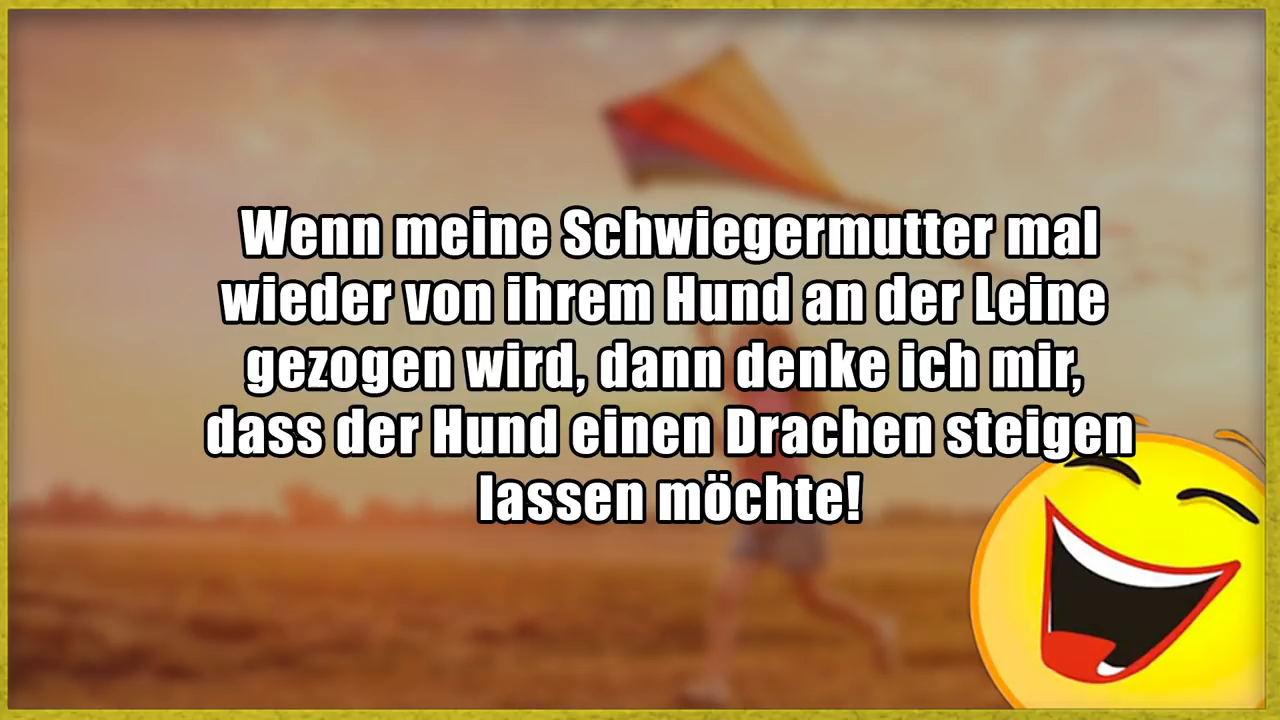 Wenn meine Schwiegermutter mal
wieder von ihrem Hund an der Leine
gezogen wird, dann denke ich mir,
dass der Hund einen Drachen steigen
lassen möchte!